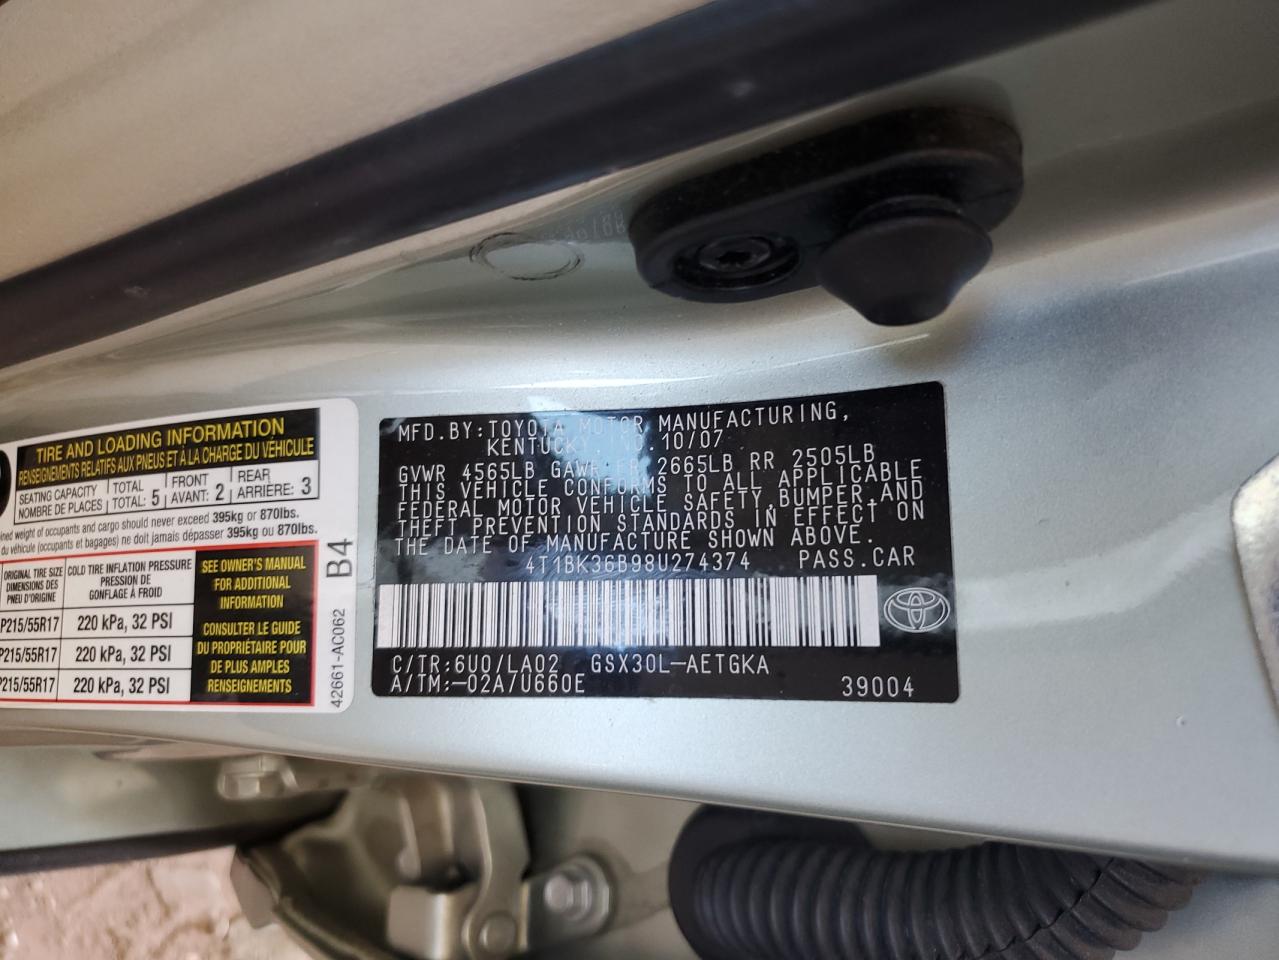 TIRE AND LOADING INFORMATION
RENSEIGNEMENTS RELATIFS AUX PNEUS ET À LA CHARGE DU VÉHICULE
SEATING CAPACITY TOTAL 5 FRONT 2 REAR 3
NOMBRE DE PLACES TOTAL: AVANT: ARRIÈRE:
weight of occupants and cargo should never exceed 395kg or 870lbs.
du véhicule (occupants et bagages) ne doit jamais dépasser 395kg ou 870lbs.
ORIGINAL TIRE SIZE COLD TIRE INFLATION PRESSURE
DIMENSIONS DES PNEU D'ORIGINE PRESSION DE GONFLAGE À FROID
P215/55R17 220 kPa, 32 PSI
P215/55R17 220 kPa, 32 PSI
P215/55R17 220 kPa, 32 PSI
SEE OWNER'S MANUAL
FOR ADDITIONAL
INFORMATION
CONSULTER LE GUIDE
DU PROPRIÉTAIRE POUR
DE PLUS AMPLES
RENSEIGNEMENTS
B4
42661-AC062
MFD.BY:TOYOTA MOTOR MANUFACTURING,
KENTUCKY, 10/07
GVWR 4565LB GAWR FR 2665LB RR 2505LB
THIS VEHICLE CONFORMS TO ALL APPLICABLE
FEDERAL MOTOR VEHICLE SAFETY,BUMPER,AND
THEFT PREVENTION STANDARDS IN EFFECT ON
THE DATE OF MANUFACTURE SHOWN ABOVE.
4T1BK36B98U274374 PASS.CAR
C/TR:6U0/LA02 GSX30L-AETGKA
A/TM:-02A/U660E 39004